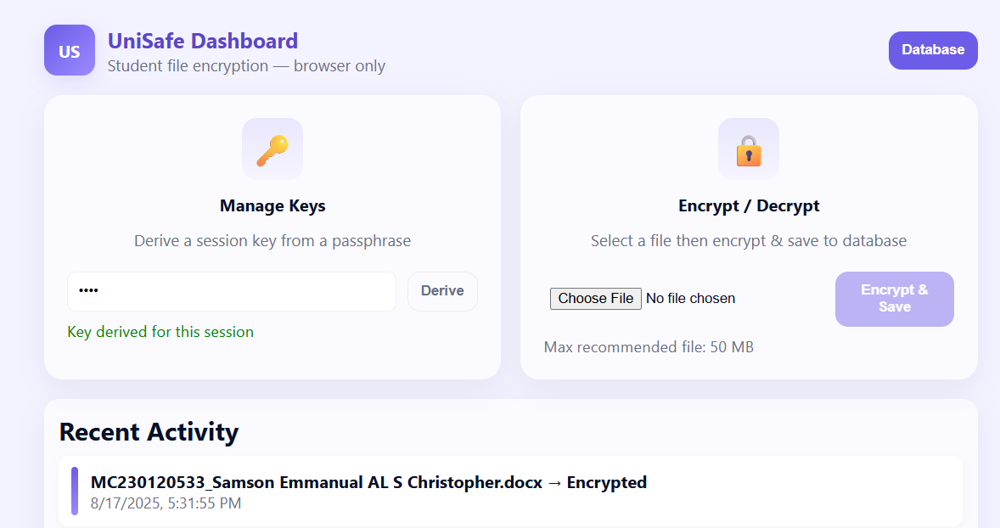 US
UniSafe Dashboard
Student file encryption — browser only
Database
Manage Keys
Derive a session key from a passphrase
••••
Derive
Key derived for this session
Encrypt / Decrypt
Select a file then encrypt & save to database
Choose File No file chosen
Encrypt &
Save
Max recommended file: 50 MB
Recent Activity
MC230120533_Samson Emmanual AL S Christopher.docx → Encrypted
8/17/2025, 5:31:55 PM